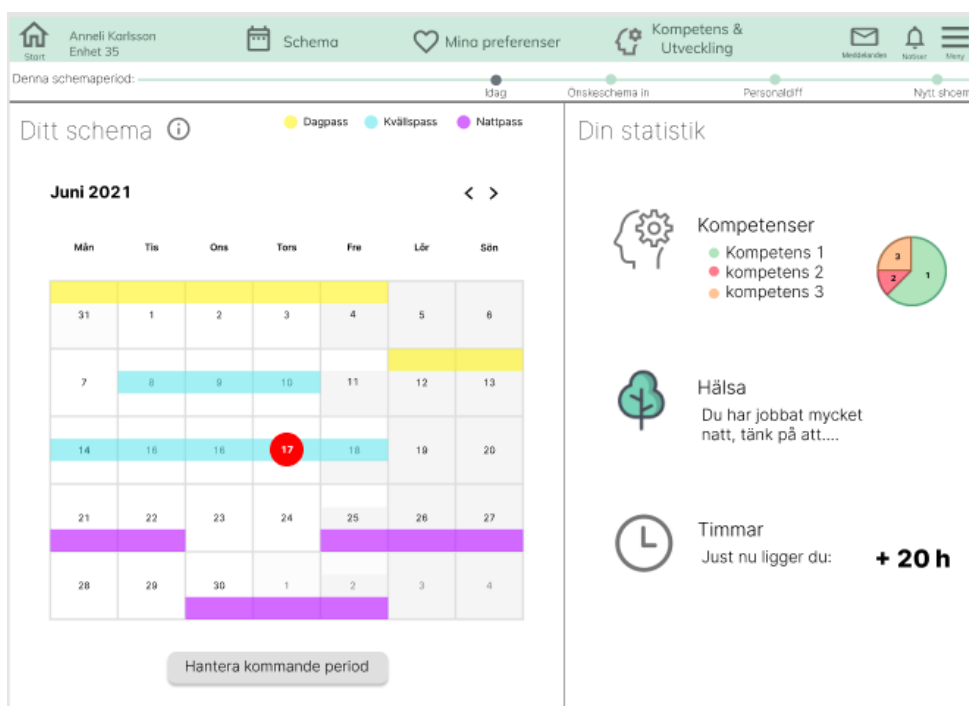 Start
Anneli Karlsson
Enhet 35
Schema
Mina preferenser
Kompetens &
Utveckling
Meddelanden
Notiser
Meny
Denna schemaperiod:
Idag
Önskeschema in
Personaldiff
Nytt shcem
Ditt schema
Dagpass
Kvällspass
Nattpass
Juni 2021
< >
Mån Tis Ons Tors Fre Lör Sön
31 1 2 3 4 5 6
7 8 9 10 11 12 13
14 16 16 17 18 19 20
21 22 23 24 25 26 27
28 29 30 1 2 3 4
Hantera kommande period
Din statistik
Kompetenser
Kompetens 1
kompetens 2
kompetens 3
3
2
1
Hälsa
Du har jobbat mycket
natt, tänk på att....
Timmar
Just nu ligger du: + 20 h